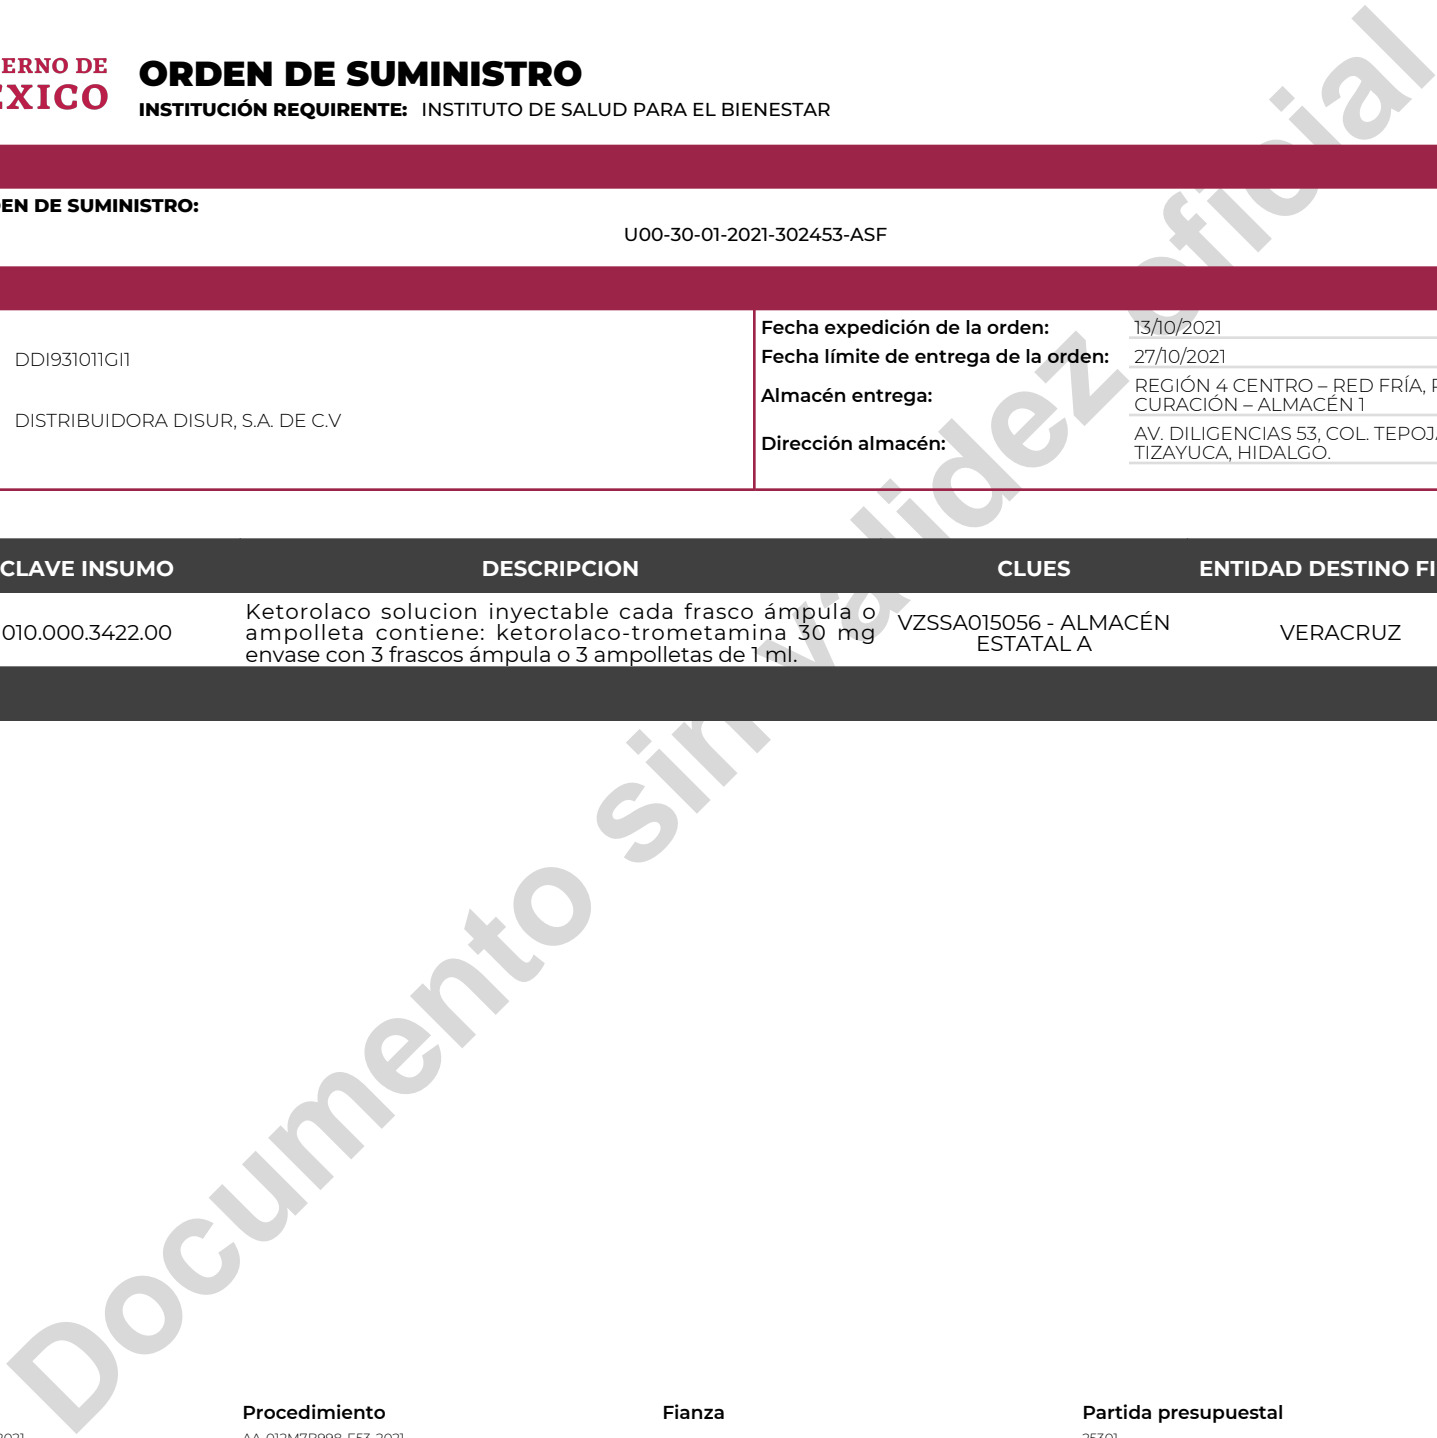 ERNO DE
EXICO
ORDEN DE SUMINISTRO
INSTITUCIÓN REQUIRENTE: INSTITUTO DE SALUD PARA EL BIENESTAR
EN DE SUMINISTRO:
U00-30-01-2021-302453-ASF
DDI931011GI1
DISTRIBUIDORA DISUR, S.A. DE C.V
Fecha expedición de la orden: 13/10/2021
Fecha límite de entrega de la orden: 27/10/2021
Almacén entrega: REGIÓN 4 CENTRO – RED FRÍA,
CURACIÓN – ALMACÉN 1
Dirección almacén: AV. DILIGENCIAS 53, COL. TEPOJ
TIZAYUCA, HIDALGO.
CLAVE INSUMO DESCRIPCION CLUES ENTIDAD DESTINO FI
010.000.3422.00
Ketorolaco solucion inyectable cada frasco ámpula o
ampolleta contiene: ketorolaco-trometamina 30 mg
envase con 3 frascos ámpula o 3 ampolletas de 1 ml.
VZSSA015056 - ALMACÉN
ESTATAL A
VERACRUZ
Documento sin validez oficial
Procedimiento Fianza Partida presupuestal